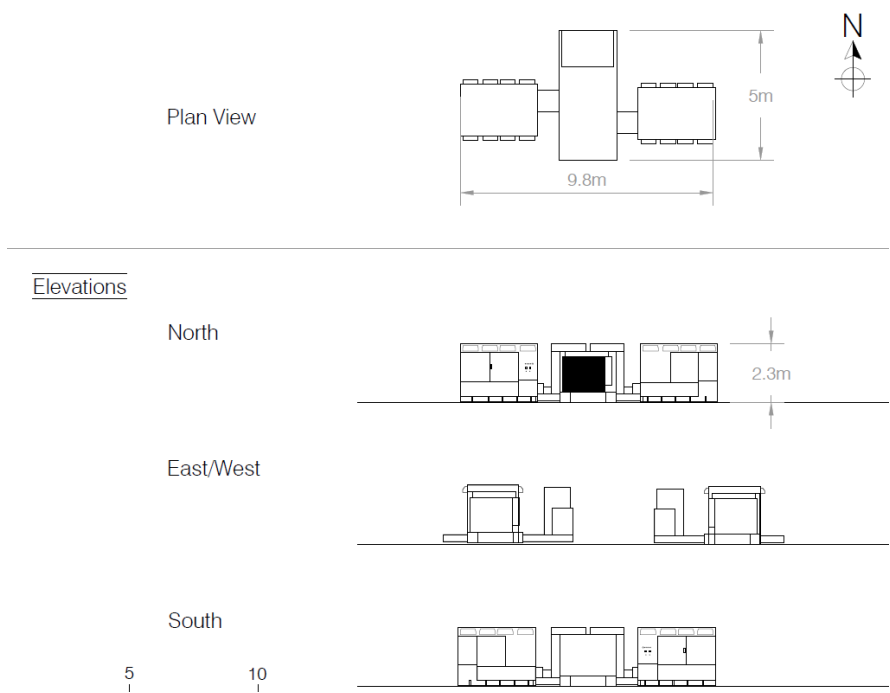 N
Plan View
5m
9.8m
Elevations
North
2.3m
East/West
South
5
10